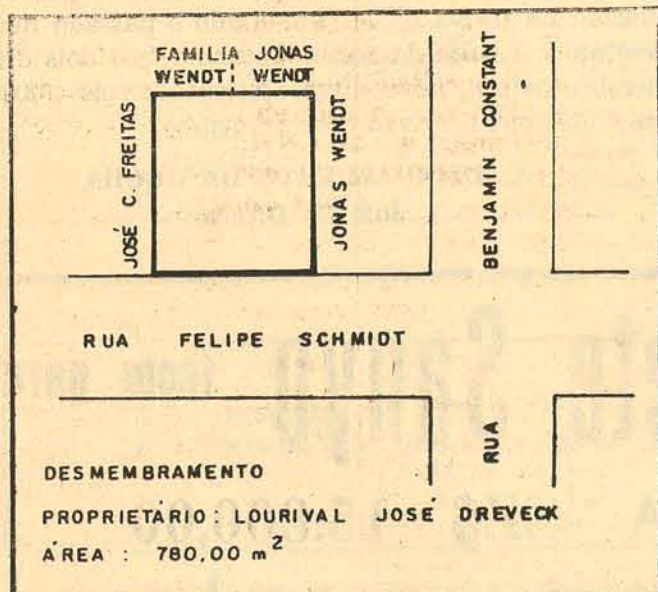 FAMILIA JONAS
WENDT WENDT
JOSÉ C. FREITAS
JONAS WENDT
BENJAMIN CONSTANT
RUA FELIPE SCHMIDT
RUA
DESMEMBRAMENTO
PROPRIETÁRIO: LOURIVAL JOSÉ DREVECK
ÁREA : 780,00 m²